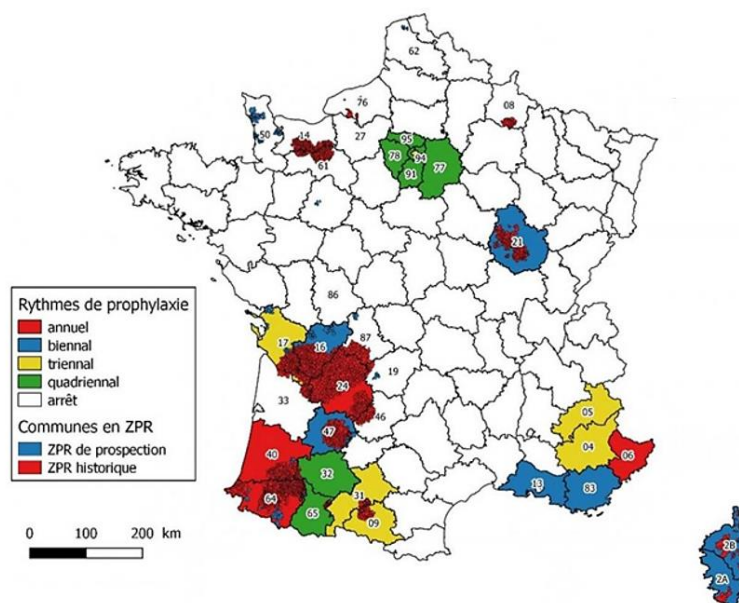 62
76
08
50
14
27
95
61
78
94
77
91
21
Rythmes de prophylaxie
annuel
biennal
triennal
quadriennal
arrêt
Communes en ZPR
ZPR de prospection
ZPR historique
86
17
16
87
24
19
33
46
47
05
04
06
40
32
13
83
31
64
65
09
0 100 200 km
2B
2A